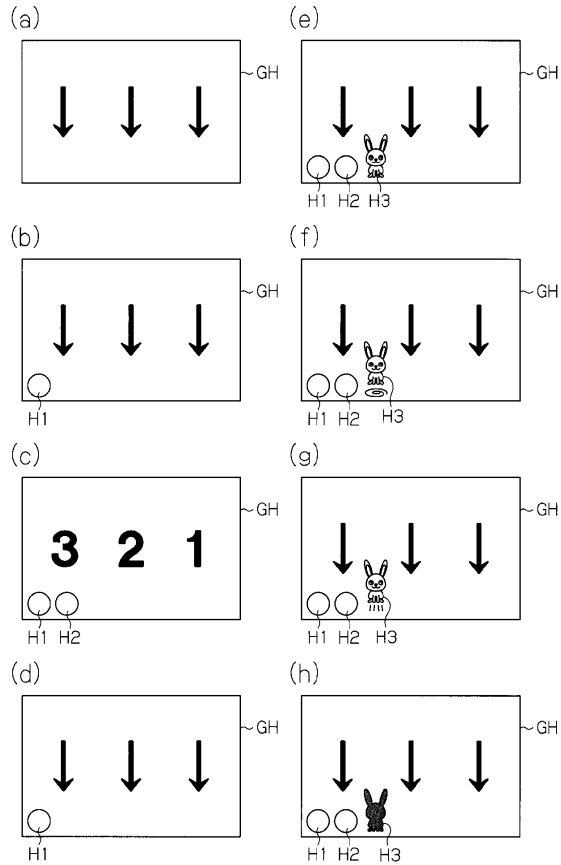 (a)
GH
(b)
GH
H1
(c)
GH
3 2 1
H1 H2
(d)
GH
H1
(e)
GH
H1 H2 H3
(f)
GH
H1 H2 H3
(g)
GH
H1 H2 H3
(h)
GH
H1 H2 H3